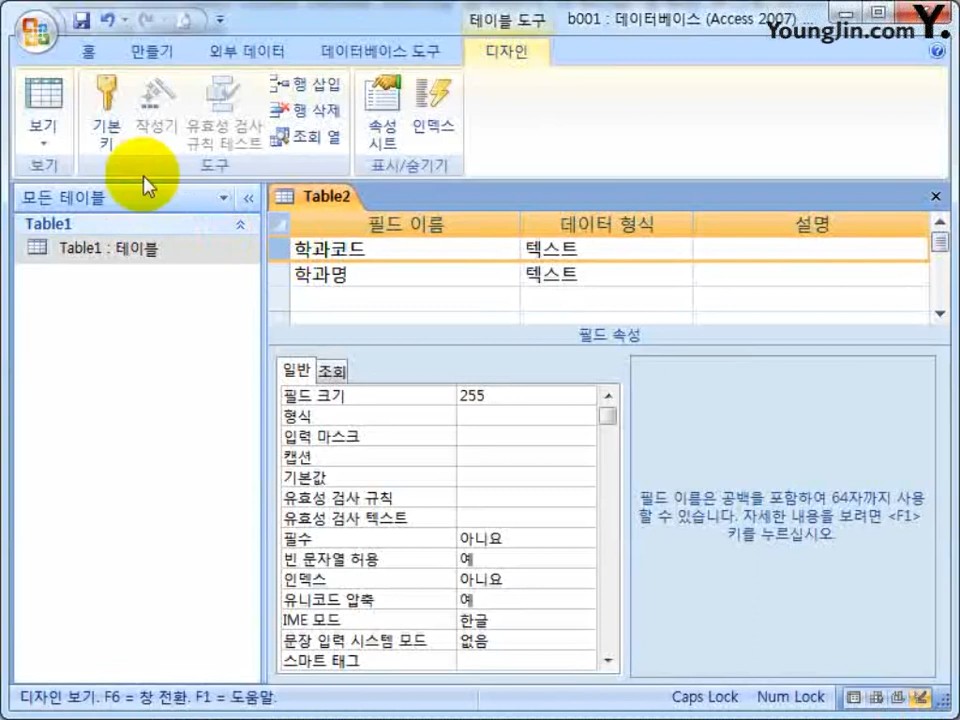 테이블 도구
b001 : 데이터베이스 (Access 2007) ...
Y.
YoungJin.com
홈 만들기 외부 데이터 데이터베이스 도구 디자인
보기
기본 키
작성기
유효성 검사 규칙 테스트
행 삽입
행 삭제
조회 열
속성 시트
인덱스
보기 도구 표시/숨기기
모든 테이블
Table1
Table1 : 테이블
Table2
필드 이름 데이터 형식 설명
학과코드 텍스트
학과명 텍스트
필드 속성
일반 조회
필드 크기 255
형식
입력 마스크
캡션
기본값
유효성 검사 규칙
유효성 검사 텍스트
필수 아니요
빈 문자열 허용 예
인덱스 아니요
유니코드 압축 예
IME 모드 한글
문장 입력 시스템 모드 없음
스마트 태그
필드 이름은 공백을 포함하여 64자까지 사용
할 수 있습니다. 자세한 내용을 보려면 <F1>
키를 누르십시오.
디자인 보기. F6 = 창 전환. F1 = 도움말.
Caps Lock Num Lock